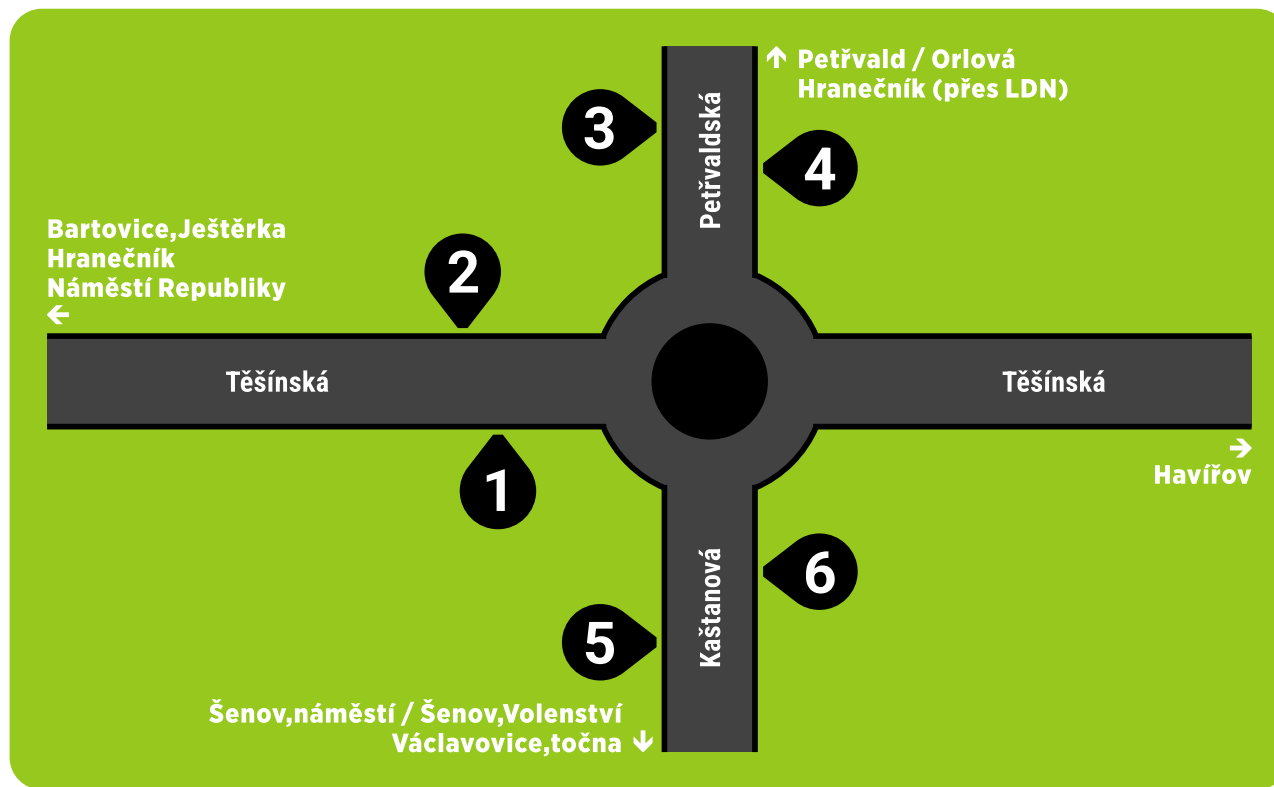 ↑ Petřvald / Orlová
Hranečník (přes LDN)
3
Petřvaldská
4
Bartovice,Ještěrka
Hranečník
Náměstí Republiky
←
2
Těšínská
Těšínská
→
Havířov
1
6
Kaštanová
5
Šenov,náměstí / Šenov,Volenství
Václavovice,točna ↓